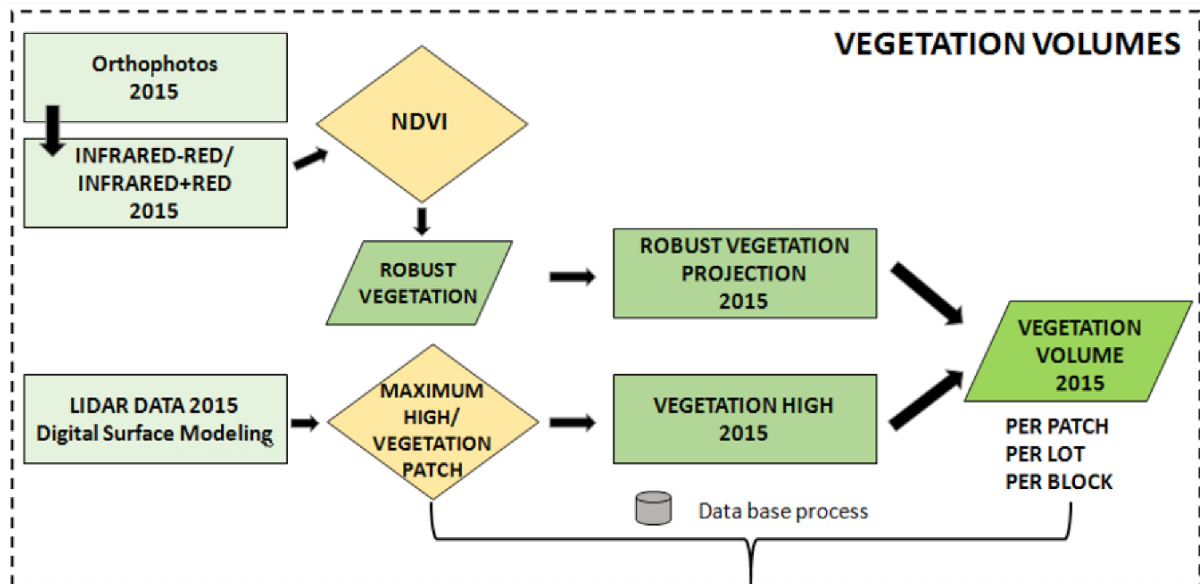 VEGETATION VOLUMES
Orthophotos
2015
INFRARED-RED/
INFRARED+RED
2015
NDVI
ROBUST
VEGETATION
ROBUST VEGETATION
PROJECTION
2015
LIDAR DATA 2015
Digital Surface Modeling
MAXIMUM
HIGH/
VEGETATION
PATCH
VEGETATION HIGH
2015
VEGETATION
VOLUME
2015
PER PATCH
PER LOT
PER BLOCK
Data base process